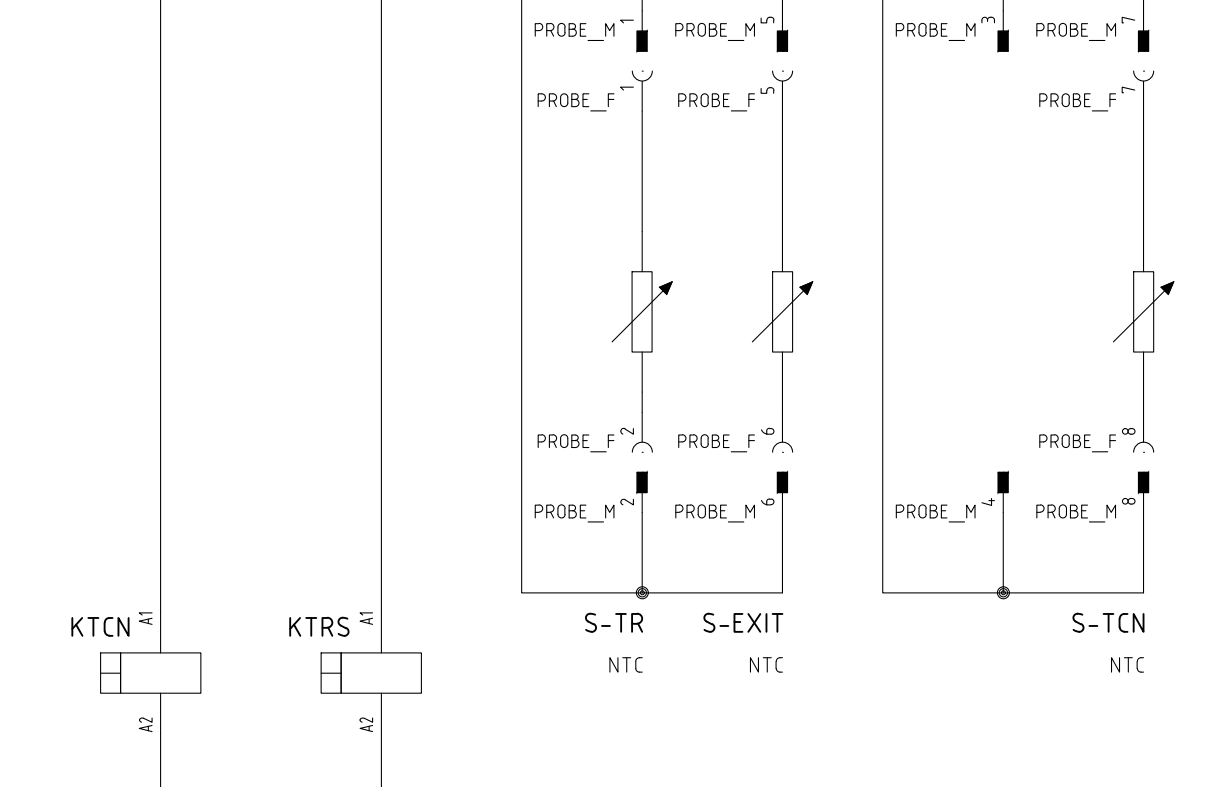 PROBE_M 1 PROBE_M 5 PROBE_M 3 PROBE_M 7
PROBE_F 1 PROBE_F 5 PROBE_F 7
PROBE_F 2 PROBE_F 6 PROBE_F 8
PROBE_M 2 PROBE_M 6 PROBE_M 4 PROBE_M 8
KTCN A1 KTRS A1 S-TR S-EXIT S-TCN
NTC NTC NTC
A2 A2